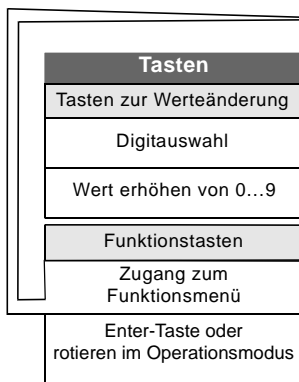 Tasten
Tasten zur Werteänderung
Digitauswahl
Wert erhöhen von 0…9
Funktionstasten
Zugang zum
Funktionsmenü
Enter-Taste oder
rotieren im Operationsmodus